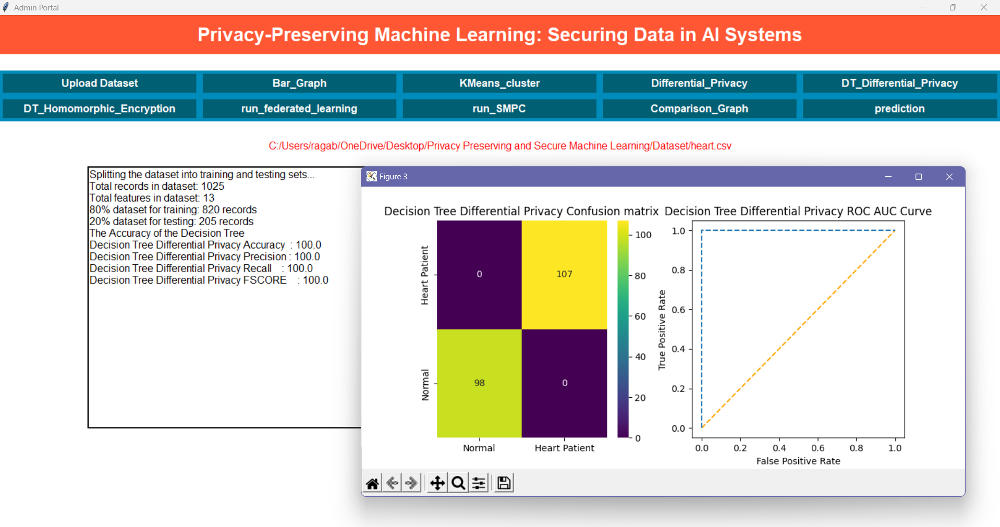 Admin Portal
Privacy-Preserving Machine Learning: Securing Data in AI Systems
Upload Dataset
Bar_Graph
KMeans_cluster
Differential_Privacy
DT_Differential_Privacy
DT_Homomorphic_Encryption
run_federated_learning
run_SMPC
Comparison_Graph
prediction
C:/Users/ragab/OneDrive/Desktop/Privacy Preserving and Secure Machine Learning/Dataset/heart.csv
Splitting the dataset into training and testing sets...
Total records in dataset: 1025
Total features in dataset: 13
80% dataset for training: 820 records
20% dataset for testing: 205 records
The Accuracy of the Decision Tree
Decision Tree Differential Privacy Accuracy : 100.0
Decision Tree Differential Privacy Precision : 100.0
Decision Tree Differential Privacy Recall : 100.0
Decision Tree Differential Privacy FSCORE : 100.0
Figure 3
Decision Tree Differential Privacy Confusion matrix
Heart Patient
Normal
0
107
98
0
Normal
Heart Patient
100
80
60
40
20
0
Decision Tree Differential Privacy ROC AUC Curve
True Positive Rate
1.0
0.8
0.6
0.4
0.2
0.0
0.0
0.2
0.4
0.6
0.8
1.0
False Positive Rate